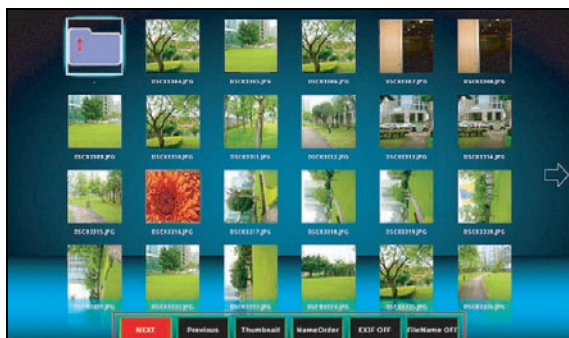 DSC03304.JPG DSC03305.JPG DSC03306.JPG DSC03307.JPG DSC03308.JPG
DSC03309.JPG DSC03310.JPG DSC03311.JPG DSC03312.JPG DSC03313.JPG DSC03314.JPG
DSC03315.JPG DSC03316.JPG DSC03317.JPG DSC03318.JPG DSC03319.JPG DSC03320.JPG
NEXT Previous Thumbnail NameOrder EXIF OFF FileName OFF